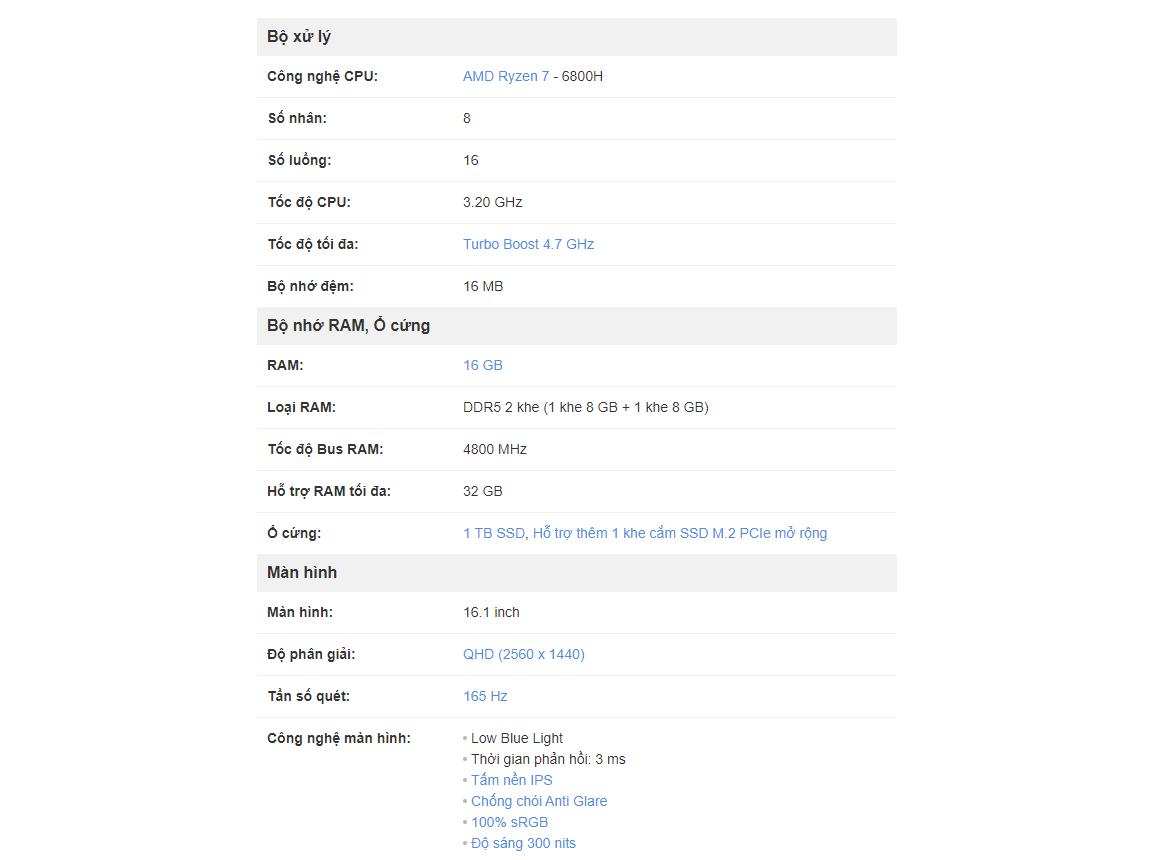 Bộ xử lý
Công nghệ CPU: AMD Ryzen 7 - 6800H
Số nhân: 8
Số luồng: 16
Tốc độ CPU: 3.20 GHz
Tốc độ tối đa: Turbo Boost 4.7 GHz
Bộ nhớ đệm: 16 MB
Bộ nhớ RAM, Ổ cứng
RAM: 16 GB
Loại RAM: DDR5 2 khe (1 khe 8 GB + 1 khe 8 GB)
Tốc độ Bus RAM: 4800 MHz
Hỗ trợ RAM tối đa: 32 GB
Ổ cứng: 1 TB SSD, Hỗ trợ thêm 1 khe cắm SSD M.2 PCIe mở rộng
Màn hình
Màn hình: 16.1 inch
Độ phân giải: QHD (2560 x 1440)
Tần số quét: 165 Hz
Công nghệ màn hình: • Low Blue Light
• Thời gian phản hồi: 3 ms
• Tấm nền IPS
• Chống chói Anti Glare
• 100% sRGB
• Độ sáng 300 nits